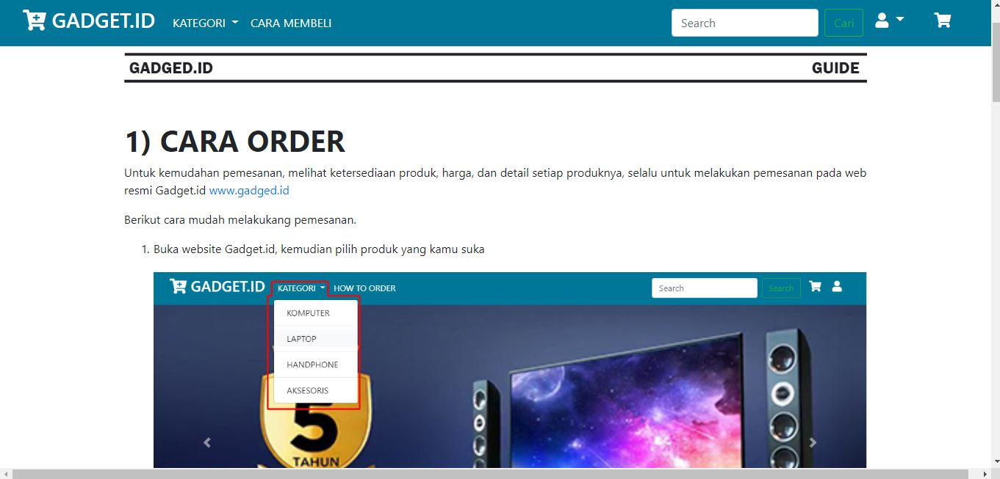 GADGET.ID KATEGORI CARA MEMBELI Search Cari
GADGED.ID GUIDE
1) CARA ORDER
Untuk kemudahan pemesanan, melihat ketersediaan produk, harga, dan detail setiap produknya, selalu untuk melakukan pemesanan pada web
resmi Gadget.id www.gadged.id
Berikut cara mudah melakukang pemesanan.
1. Buka website Gadget.id, kemudian pilih produk yang kamu suka
GADGET.ID KATEGORI HOW TO ORDER Search Search
KOMPUTER
LAPTOP
HANDPHONE
AKSESORIS
5
TAHUN